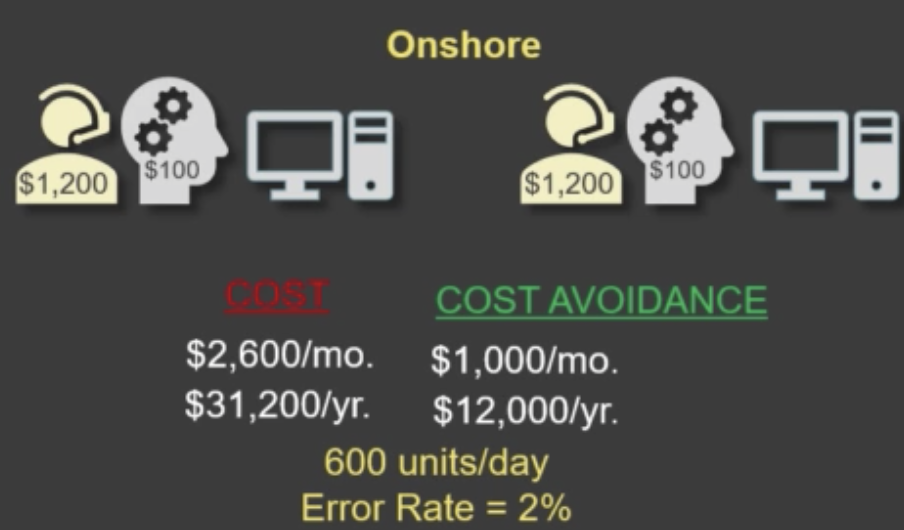 Onshore
$1,200 $100 $1,200 $100
COST COST AVOIDANCE
$2,600/mo. $1,000/mo.
$31,200/yr. $12,000/yr.
600 units/day
Error Rate = 2%